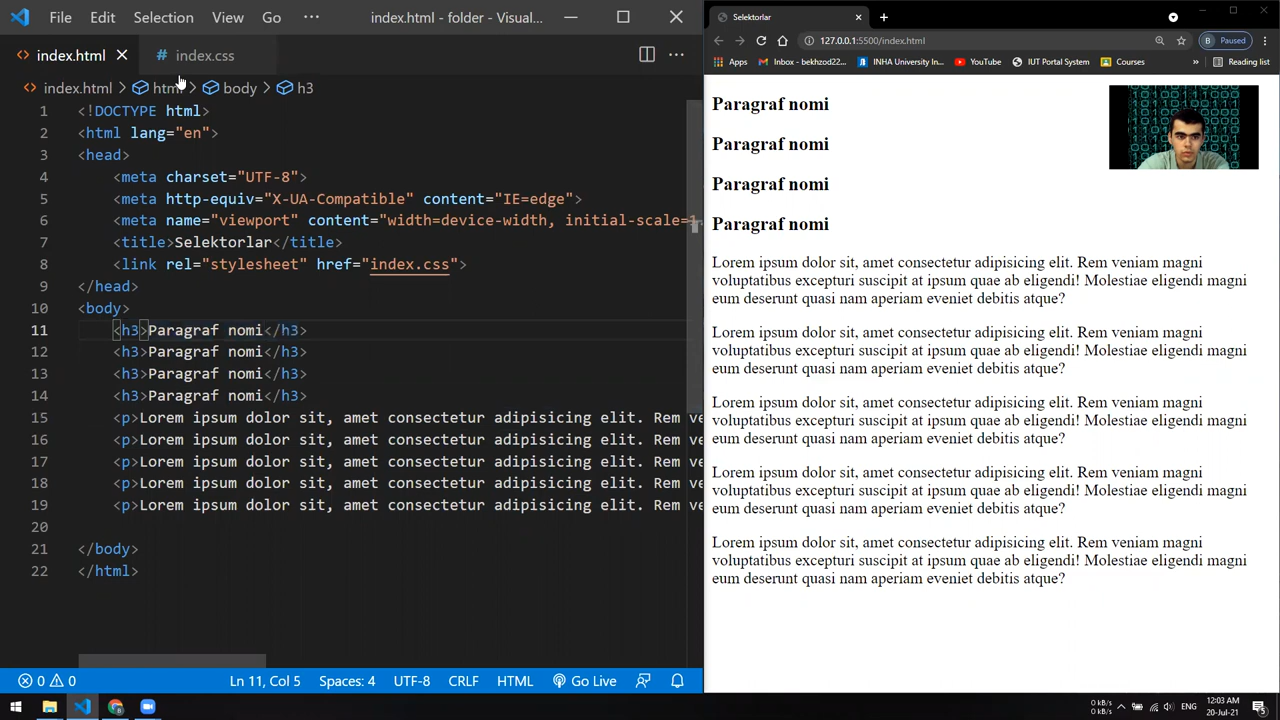 File Edit Selection View Go ··· index.html - folder - Visual...
index.html # index.css
index.html > html > body > h3
1 <!DOCTYPE html>
2 <html lang="en">
3 <head>
4 <meta charset="UTF-8">
5 <meta http-equiv="X-UA-Compatible" content="IE=edge">
6 <meta name="viewport" content="width=device-width, initial-scale=1
7 <title>Selektorlar</title>
8 <link rel="stylesheet" href="index.css">
9 </head>
10 <body>
11 <h3>Paragraf nomi</h3>
12 <h3>Paragraf nomi</h3>
13 <h3>Paragraf nomi</h3>
14 <h3>Paragraf nomi</h3>
15 <p>Lorem ipsum dolor sit, amet consectetur adipisicing elit. Rem ve
16 <p>Lorem ipsum dolor sit, amet consectetur adipisicing elit. Rem ve
17 <p>Lorem ipsum dolor sit, amet consectetur adipisicing elit. Rem ve
18 <p>Lorem ipsum dolor sit, amet consectetur adipisicing elit. Rem ve
19 <p>Lorem ipsum dolor sit, amet consectetur adipisicing elit. Rem ve
20
21 </body>
22 </html>
0 0 Ln 11, Col 5 Spaces: 4 UTF-8 CRLF HTML Go Live
Selektorlar
127.0.0.1:5500/index.html B Paused
Apps Inbox - bekhzod22... INHA University In... YouTube IUT Portal System Courses » Reading list
Paragraf nomi
Paragraf nomi
Paragraf nomi
Paragraf nomi
Lorem ipsum dolor sit, amet consectetur adipisicing elit. Rem veniam magni
voluptatibus excepturi suscipit at ipsum quae ab eligendi! Molestiae eligendi magni
eum deserunt quasi nam aperiam eveniet debitis atque?
Lorem ipsum dolor sit, amet consectetur adipisicing elit. Rem veniam magni
voluptatibus excepturi suscipit at ipsum quae ab eligendi! Molestiae eligendi magni
eum deserunt quasi nam aperiam eveniet debitis atque?
Lorem ipsum dolor sit, amet consectetur adipisicing elit. Rem veniam magni
voluptatibus excepturi suscipit at ipsum quae ab eligendi! Molestiae eligendi magni
eum deserunt quasi nam aperiam eveniet debitis atque?
Lorem ipsum dolor sit, amet consectetur adipisicing elit. Rem veniam magni
voluptatibus excepturi suscipit at ipsum quae ab eligendi! Molestiae eligendi magni
eum deserunt quasi nam aperiam eveniet debitis atque?
Lorem ipsum dolor sit, amet consectetur adipisicing elit. Rem veniam magni
voluptatibus excepturi suscipit at ipsum quae ab eligendi! Molestiae eligendi magni
eum deserunt quasi nam aperiam eveniet debitis atque?
0 KB/s
0 KB/s
ENG
12:03 AM
20-Jul-21
5